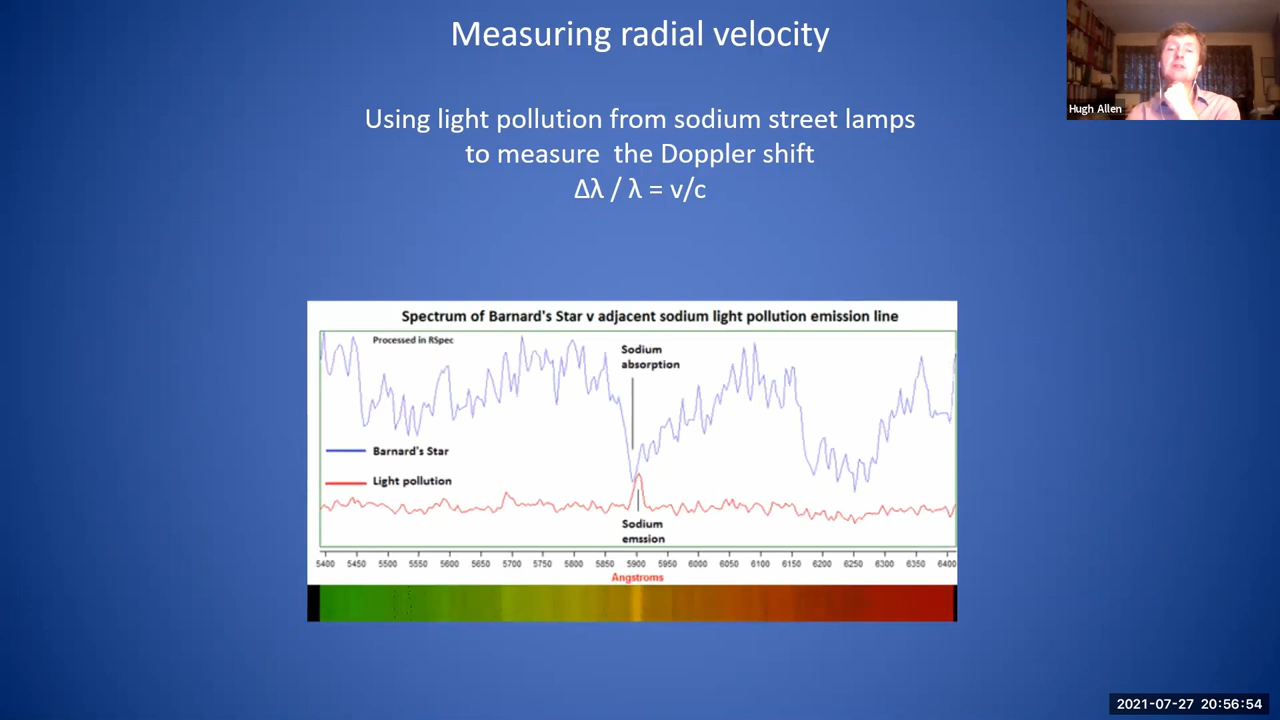 Measuring radial velocity
Hugh Allen
Using light pollution from sodium street lamps
to measure the Doppler shift
Δλ / λ = v/c
Spectrum of Barnard's Star v adjacent sodium light pollution emission line
Processed in RSpec
Sodium
absorption
Barnard's Star
Light pollution
Sodium
emssion
5400 5450 5500 5550 5600 5650 5700 5750 5800 5850 5900 5950 6000 6050 6100 6150 6200 6250 6300 6350 6400
Angstroms
2021-07-27 20:56:54